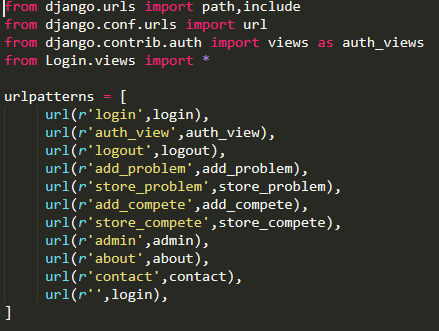 from django.urls import path,include
from django.conf.urls import url
from django.contrib.auth import views as auth_views
from Login.views import *

urlpatterns = [
    url(r'login',login),
    url(r'auth_view',auth_view),
    url(r'logout',logout),
    url(r'add_problem',add_problem),
    url(r'store_problem',store_problem),
    url(r'add_compete',add_compete),
    url(r'store_compete',store_compete),
    url(r'admin',admin),
    url(r'about',about),
    url(r'contact',contact),
    url(r'',login),
]